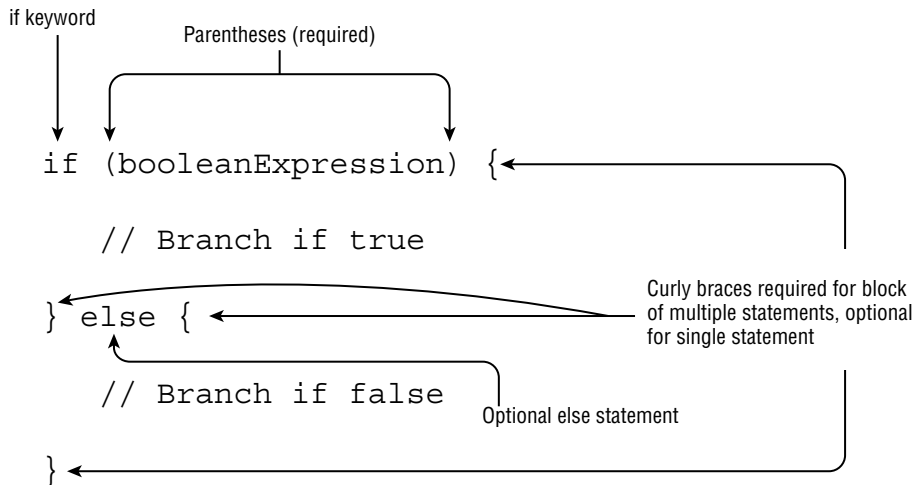 if keyword
Parentheses (required)
if (booleanExpression) {
// Branch if true
} else {
Curly braces required for block
of multiple statements, optional
for single statement
// Branch if false
Optional else statement
}